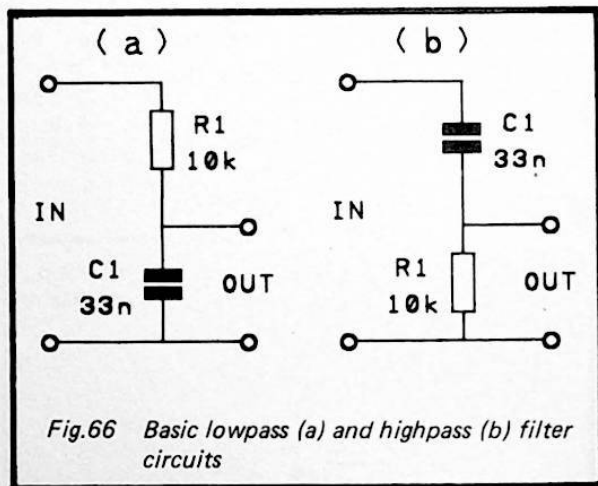 (a)
R1
10k
IN
C1
33n
OUT
(b)
C1
33n
IN
R1
10k
OUT
Fig.66 Basic lowpass (a) and highpass (b) filter
circuits